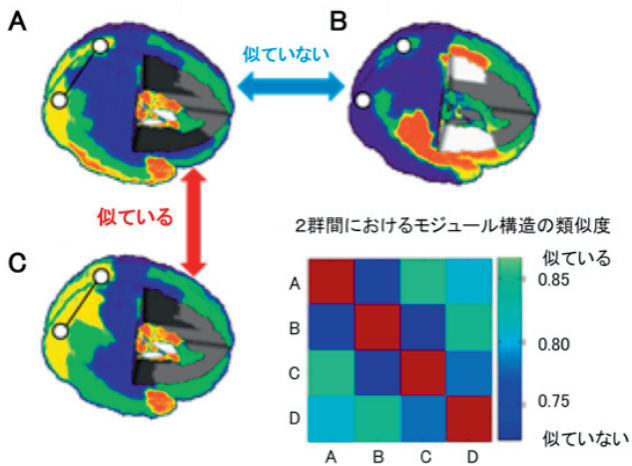 A
似ていない
B
似ている
C
2群間におけるモジュール構造の類似度
似ている
A
0.85
B
0.80
C
0.75
D
似ていない
A B C D